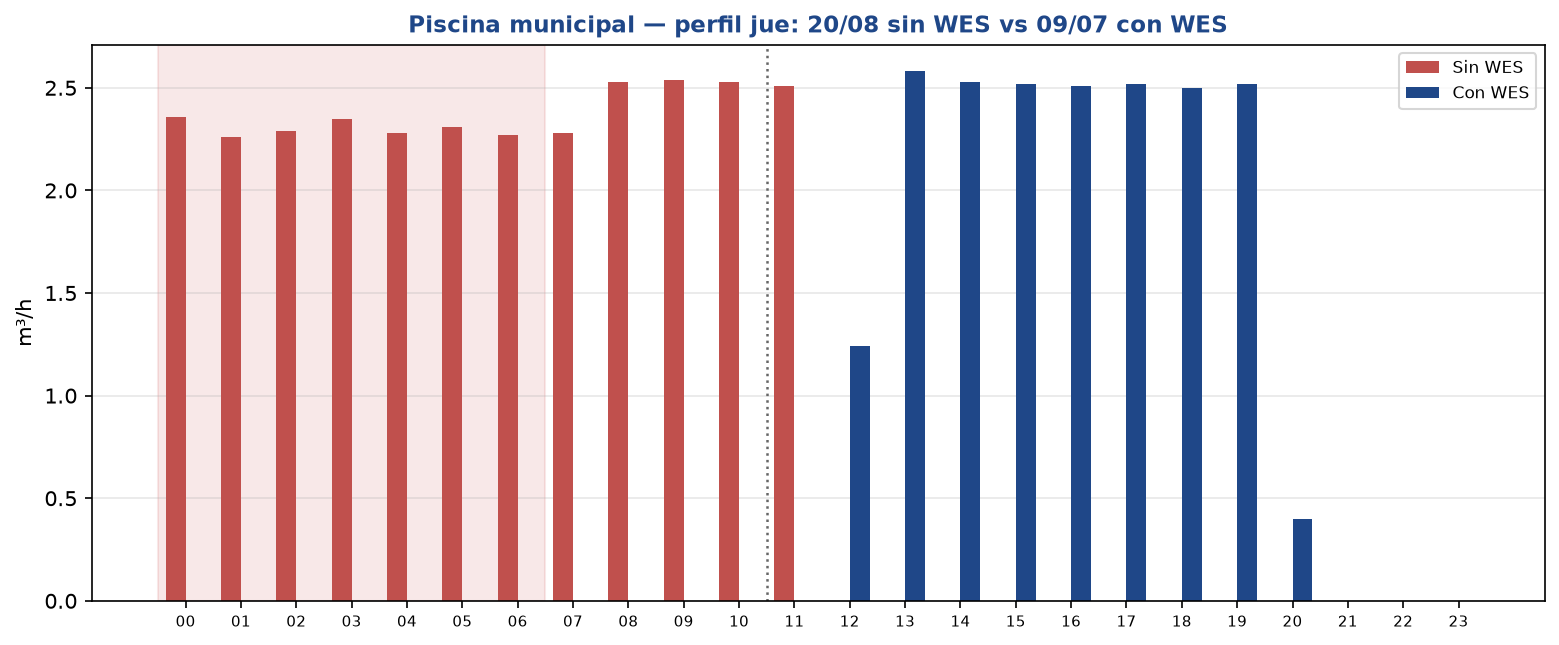 Piscina municipal — perfil jue: 20/08 sin WES vs 09/07 con WES
Sin WES
Con WES
m³/h
2.5
2.0
1.5
1.0
0.5
0.0
00 01 02 03 04 05 06 07 08 09 10 11 12 13 14 15 16 17 18 19 20 21 22 23